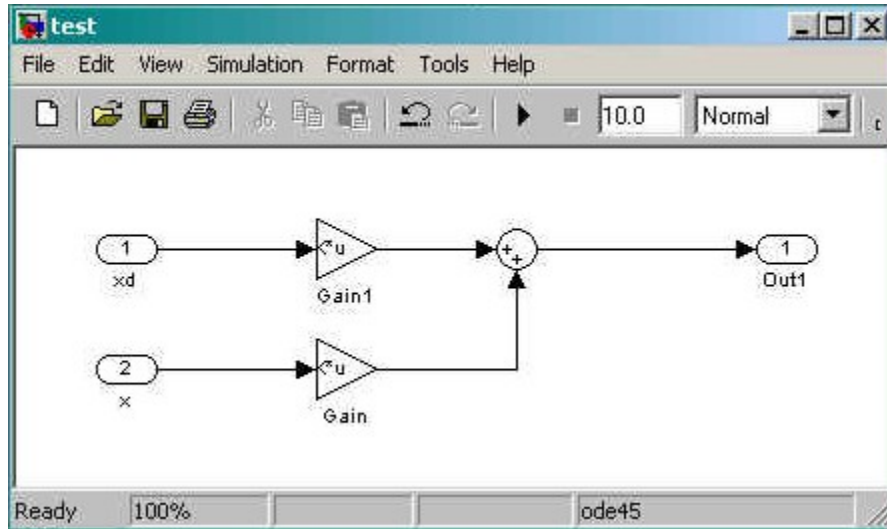 test
File Edit View Simulation Format Tools Help
10.0 Normal
1
xd
u
Gain1
+
+
1
Out1
2
x
u
Gain
Ready 100% ode45